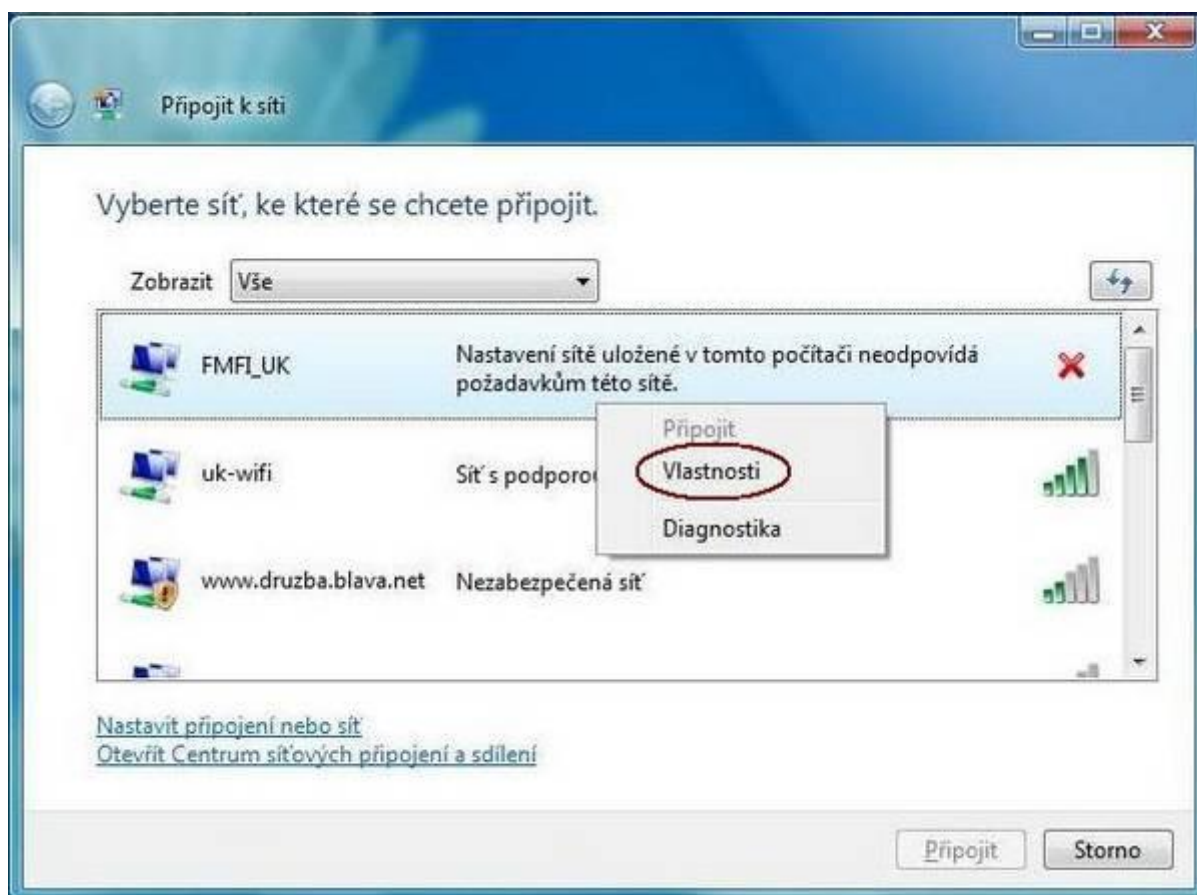 Připojit k síti
Vyberte síť, ke které se chcete připojit.
Zobrazit Vše
FMFI_UK Nastavení sítě uložené v tomto počítači neodpovídá
požadavkům této sítě.
Připojit
uk-wifi Síť s Vlastnosti
Diagnostika
www.druzba.blava.net Nezabezpečená síť
Nastavit připojení nebo síť
Otevřít Centrum síťových připojení a sdílení
Připojit Storno